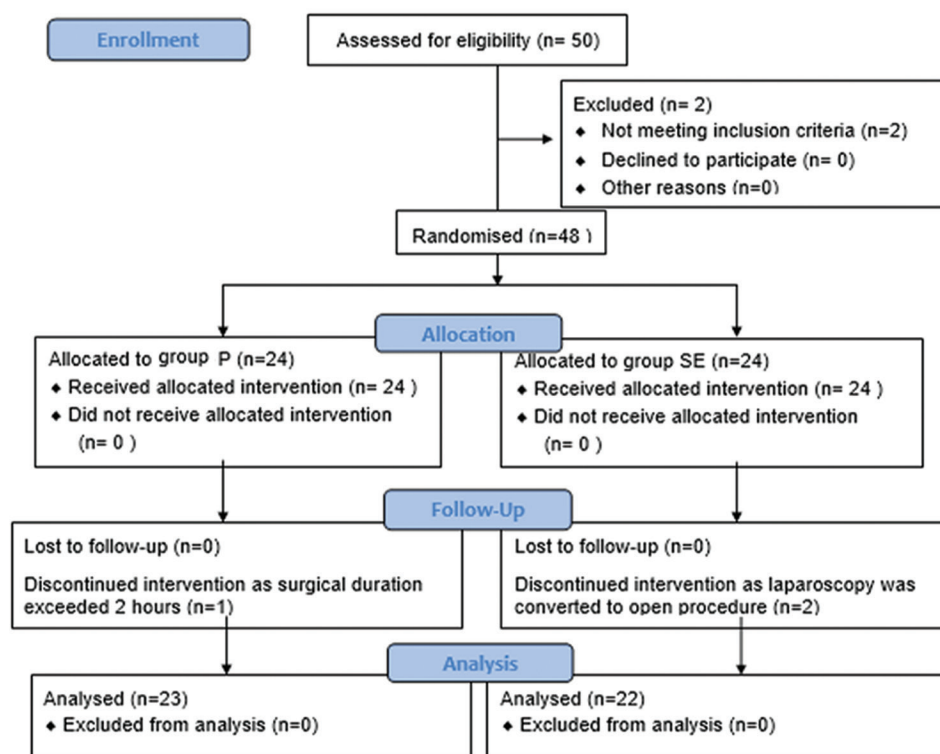 Enrollment
Assessed for eligibility (n= 50)
Excluded (n= 2)
♦ Not meeting inclusion criteria (n=2)
♦ Declined to participate (n= 0)
♦ Other reasons (n=0)
Randomised (n=48 )
Allocation
Allocated to group P (n=24)
♦ Received allocated intervention (n= 24 )
♦ Did not receive allocated intervention
(n= 0 )
Allocated to group SE (n=24)
♦ Received allocated intervention (n= 24 )
♦ Did not receive allocated intervention
(n= 0 )
Follow-Up
Lost to follow-up (n=0)
Discontinued intervention as surgical duration
exceeded 2 hours (n=1)
Lost to follow-up (n=0)
Discontinued intervention as laparoscopy was
converted to open procedure (n=2)
Analysis
Analysed (n=23)
♦ Excluded from analysis (n=0)
Analysed (n=22)
♦ Excluded from analysis (n=0)